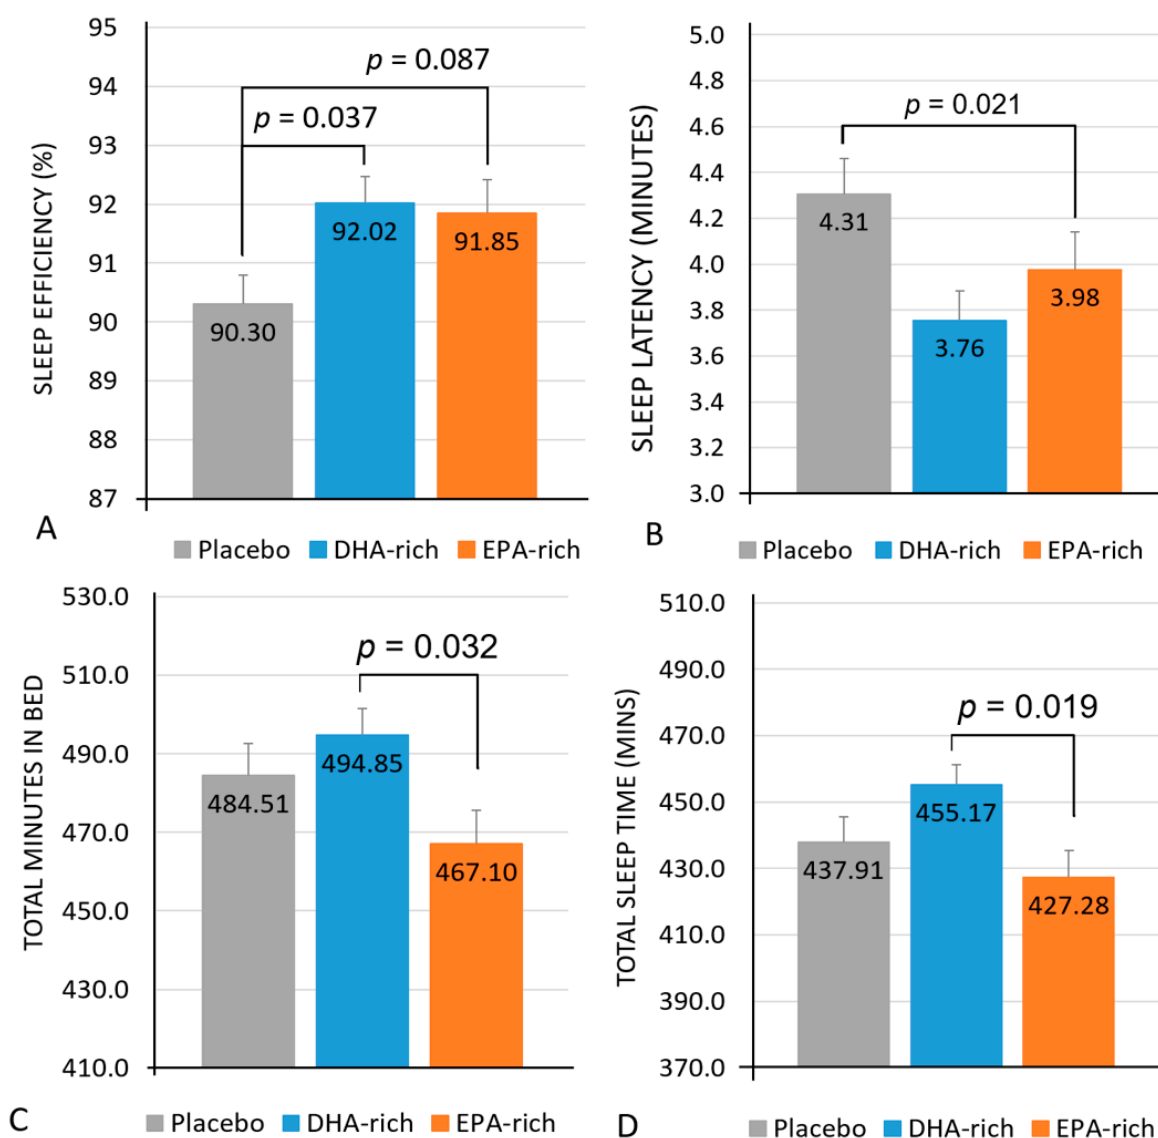 SLEEP EFFICIENCY (%)
95
94
93
92
91
90
89
88
87
p = 0.087
p = 0.037
90.30
92.02
91.85
A
Placebo DHA-rich EPA-rich
SLEEP LATENCY (MINUTES)
5.0
4.8
4.6
4.4
4.2
4.0
3.8
3.6
3.4
3.2
3.0
p = 0.021
4.31
3.76
3.98
B
Placebo DHA-rich EPA-rich
TOTAL MINUTES IN BED
530.0
510.0
490.0
470.0
450.0
430.0
410.0
p = 0.032
484.51
494.85
467.10
C
Placebo DHA-rich EPA-rich
TOTAL SLEEP TIME (MINS)
510.0
490.0
470.0
450.0
430.0
410.0
390.0
370.0
p = 0.019
437.91
455.17
427.28
D
Placebo DHA-rich EPA-rich